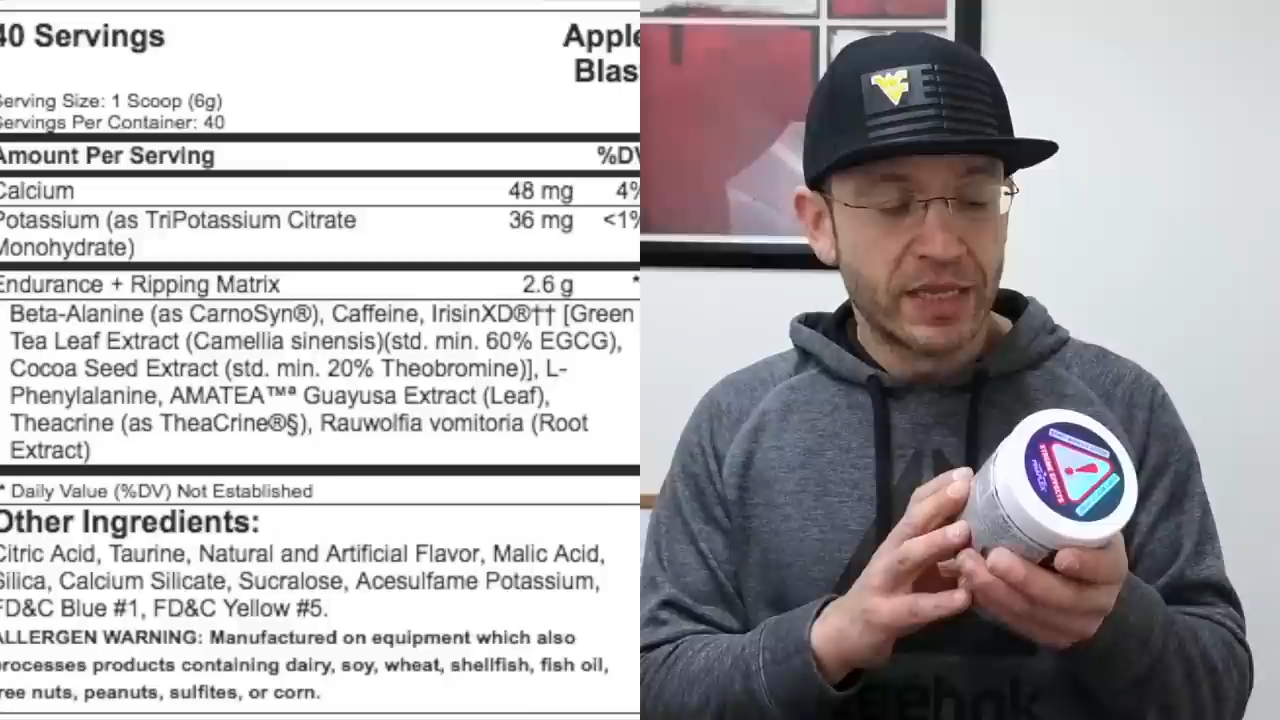 40 Servings
Apple
Blas
Serving Size: 1 Scoop (6g)
Servings Per Container: 40
Amount Per Serving %DV
Calcium 48 mg 4%
Potassium (as TriPotassium Citrate 36 mg <1%
Monohydrate)
Endurance + Ripping Matrix 2.6 g *
Beta-Alanine (as CarnoSyn®), Caffeine, IrisinXD®†† [Green
Tea Leaf Extract (Camellia sinensis)(std. min. 60% EGCG),
Cocoa Seed Extract (std. min. 20% Theobromine)], L-
Phenylalanine, AMATEA™ª Guayusa Extract (Leaf),
Theacrine (as TheaCrine®§), Rauwolfia vomitoria (Root
Extract)
* Daily Value (%DV) Not Established
Other Ingredients:
Citric Acid, Taurine, Natural and Artificial Flavor, Malic Acid,
Silica, Calcium Silicate, Sucralose, Acesulfame Potassium,
FD&C Blue #1, FD&C Yellow #5.
ALLERGEN WARNING: Manufactured on equipment which also
processes products containing dairy, soy, wheat, shellfish, fish oil,
tree nuts, peanuts, sulfites, or corn.
WV
XTREME EFFECTS
Reebok